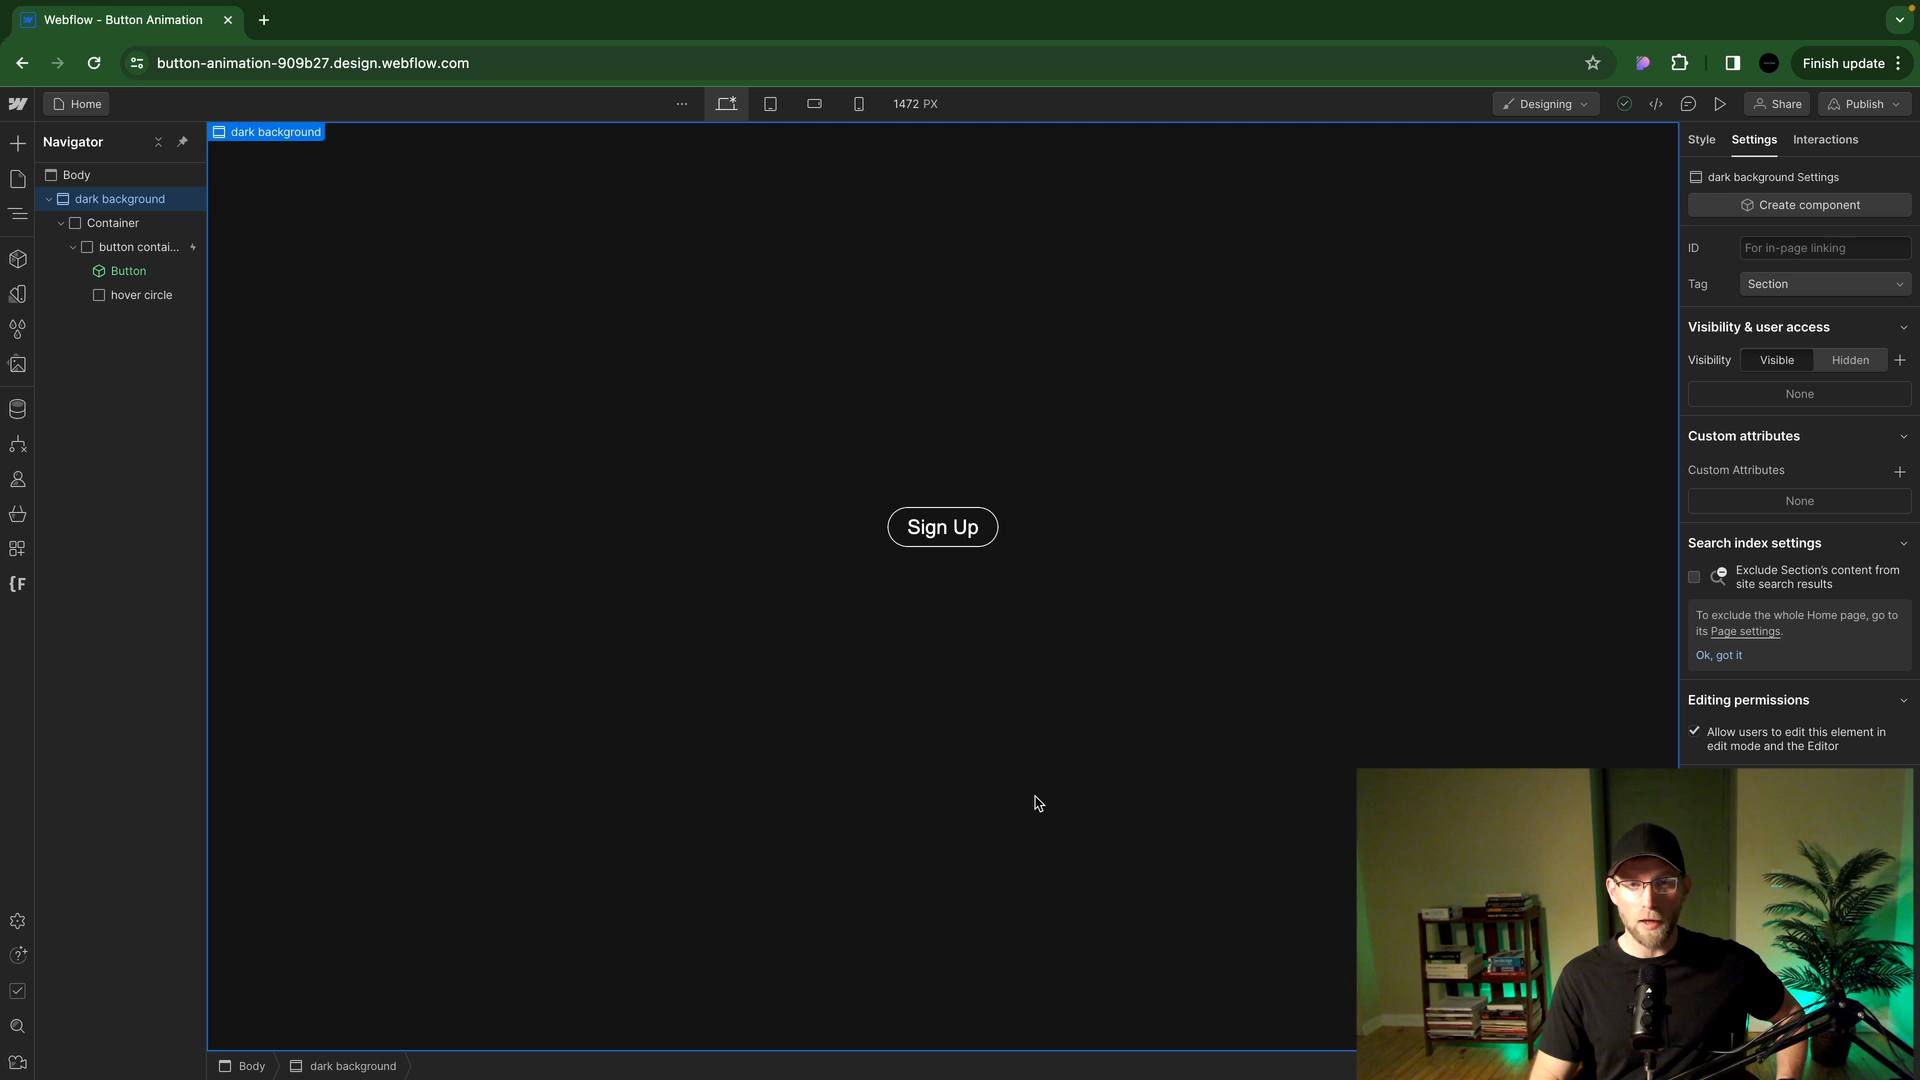 Webflow - Button Animation
button-animation-909b27.design.webflow.com
Finish update
Home
1472 PX
Designing
Share
Publish
Navigator
Body
dark background
Container
button contai...
Button
hover circle
dark background
Sign Up
Style Settings Interactions
dark background Settings
Create component
ID For in-page linking
Tag Section
Visibility & user access
Visibility Visible Hidden
None
Custom attributes
Custom Attributes
None
Search index settings
Exclude Section's content from
site search results
To exclude the whole Home page, go to
its Page settings.
Ok, got it
Editing permissions
Allow users to edit this element in
edit mode and the Editor
Body dark background